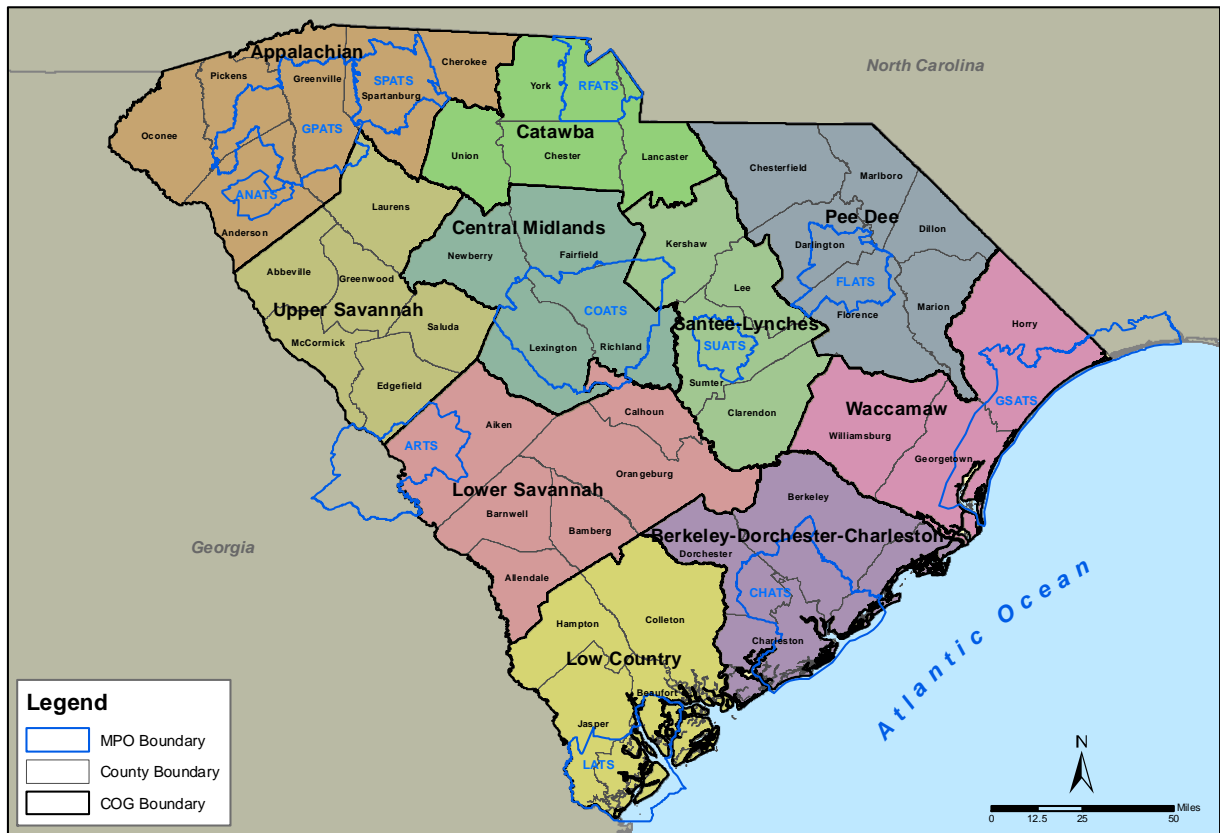 Appalachian
Pickens
Greenville
SPATS
Spartanburg
Cherokee
York
RFATS
North Carolina
Oconee
GPATS
Catawba
Union
Chester
Lancaster
Chesterfield
Marlboro
ANATS
Anderson
Laurens
Central Midlands
Newberry
Fairfield
Kershaw
Pee Dee
Darlington
Dillon
Abbeville
Greenwood
Lee
FLATS
Marion
Upper Savannah
Saluda
McCormick
COATS
Santee-Lynches
Florence
Horry
Lexington
Richland
SUATS
Edgefield
Sumter
Clarendon
Waccamaw
GSATS
Williamsburg
Georgetown
Aiken
Calhoun
ARTS
Orangeburg
Lower Savannah
Barnwell
Bamberg
Berkeley
Berkeley-Dorchester-Charleston
Dorchester
Georgia
Allendale
CHATS
Charleston
Hampton
Colleton
Low Country
Beaufort
Jasper
LATS
Atlantic Ocean
Legend
MPO Boundary
County Boundary
COG Boundary
N
Miles
0 12.5 25 50